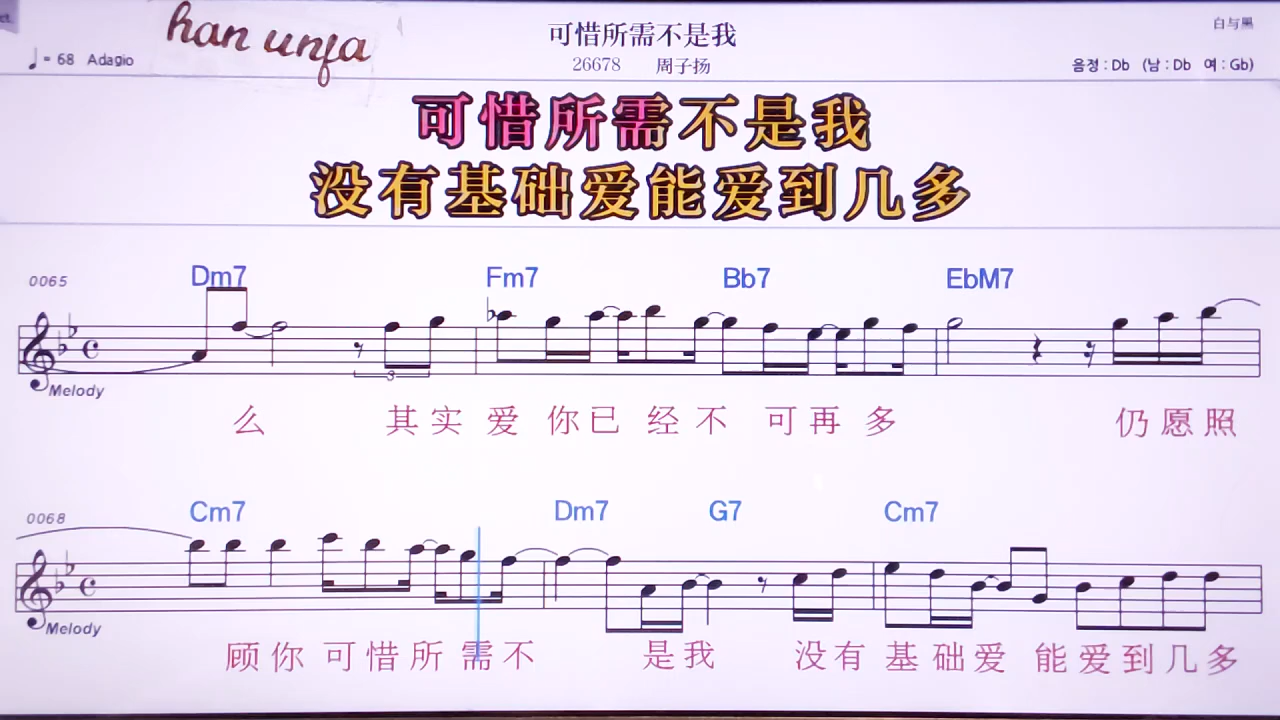 han unja
可惜所需不是我
白与黑
♩= 68 Adagio
26678 周子扬
음정 : Db (남 : Db 여 : Gb)
可惜所需不是我
没有基础爱能爱到几多
0065 Dm7 Fm7 Bb7 EbM7
3
Melody
么 其实爱你已经不可再多 仍愿照
0068 Cm7 Dm7 G7 Cm7
Melody
顾你可惜所需不是我 没有基础爱能爱到几多